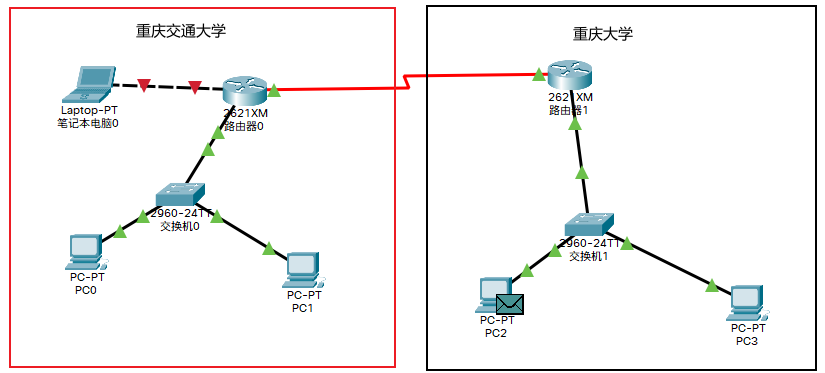 重庆交通大学
重庆大学
Laptop-PT
笔记本电脑0
2621XM
路由器0
2621XM
路由器1
2960-24TT
交换机0
2960-24TT
交换机1
PC-PT
PC0
PC-PT
PC1
PC-PT
PC2
PC-PT
PC3